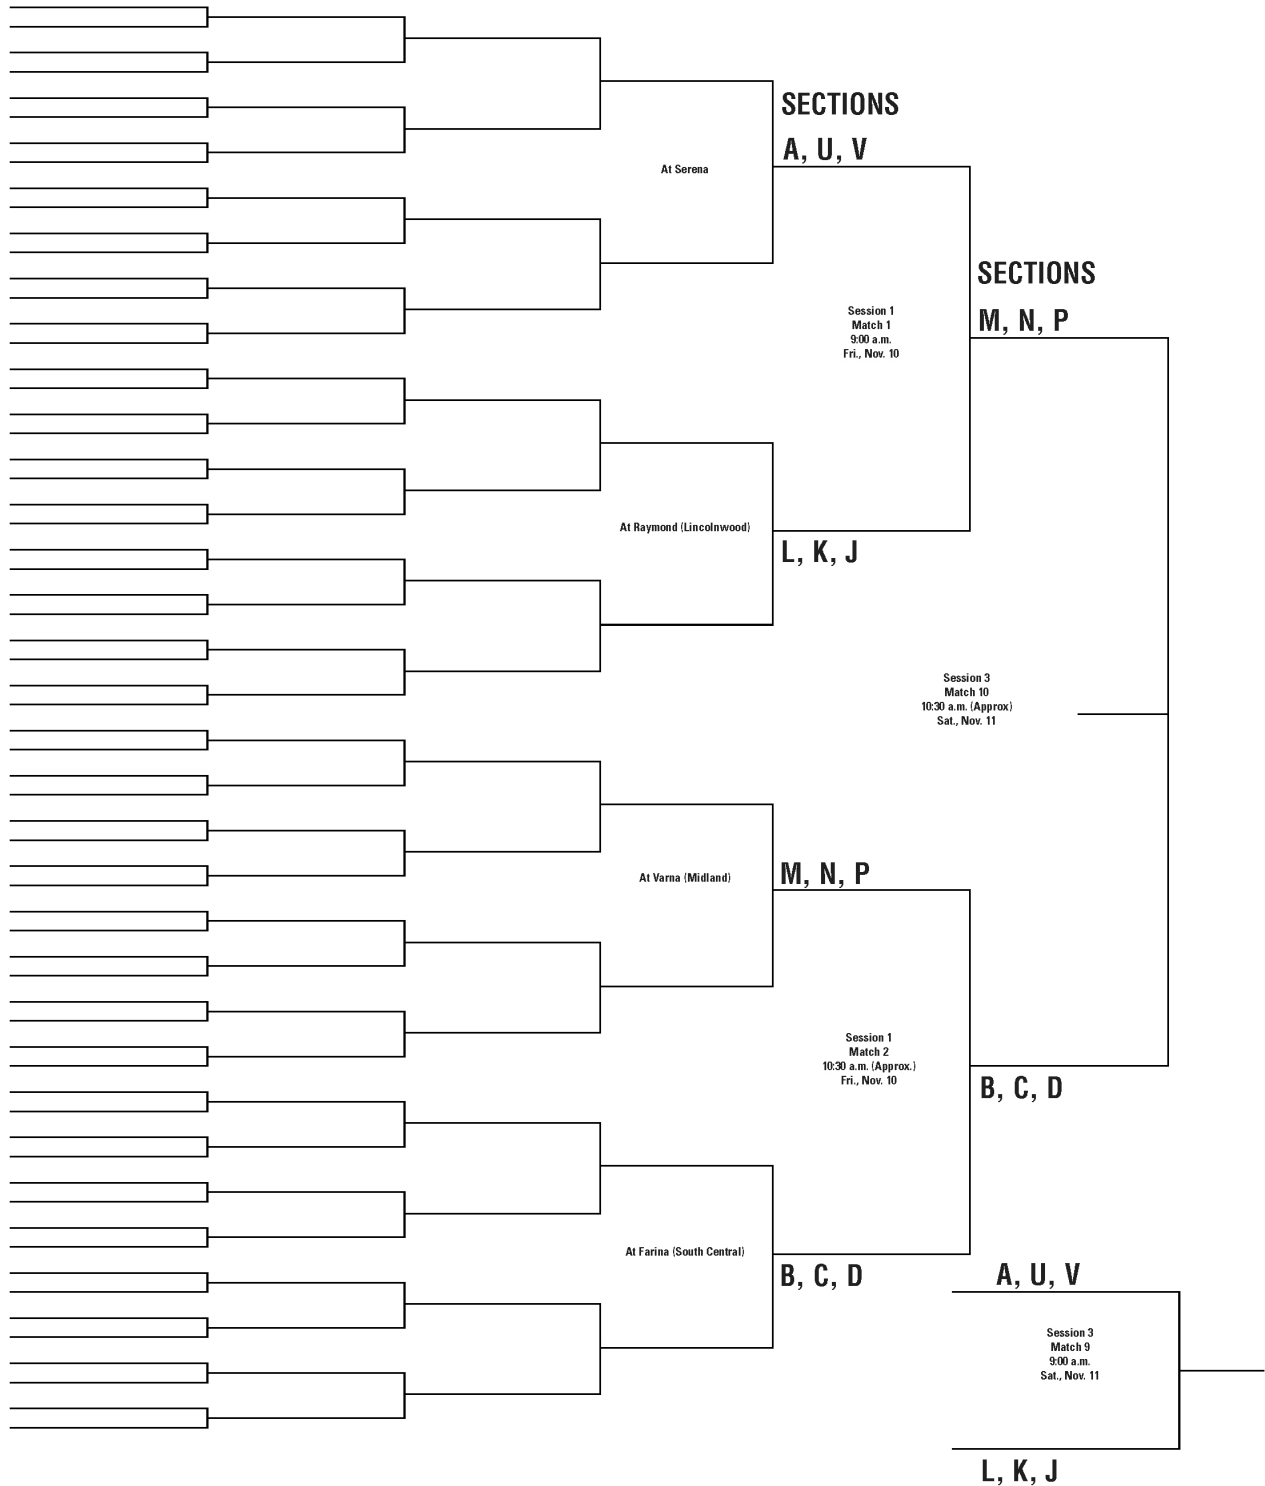 SECTIONS
A, U, V
At Serena
SECTIONS
Session 1
Match 1
9:00 a.m.
Fri., Nov. 10
M, N, P
At Raymond (Lincolnwood)
L, K, J
Session 3
Match 10
10:30 a.m. (Approx)
Sat., Nov. 11
At Varna (Midland)
M, N, P
Session 1
Match 2
10:30 a.m. (Approx.)
Fri., Nov. 10
B, C, D
At Farina (South Central)
B, C, D
A, U, V
Session 3
Match 9
9:00 a.m.
Sat., Nov. 11
L, K, J